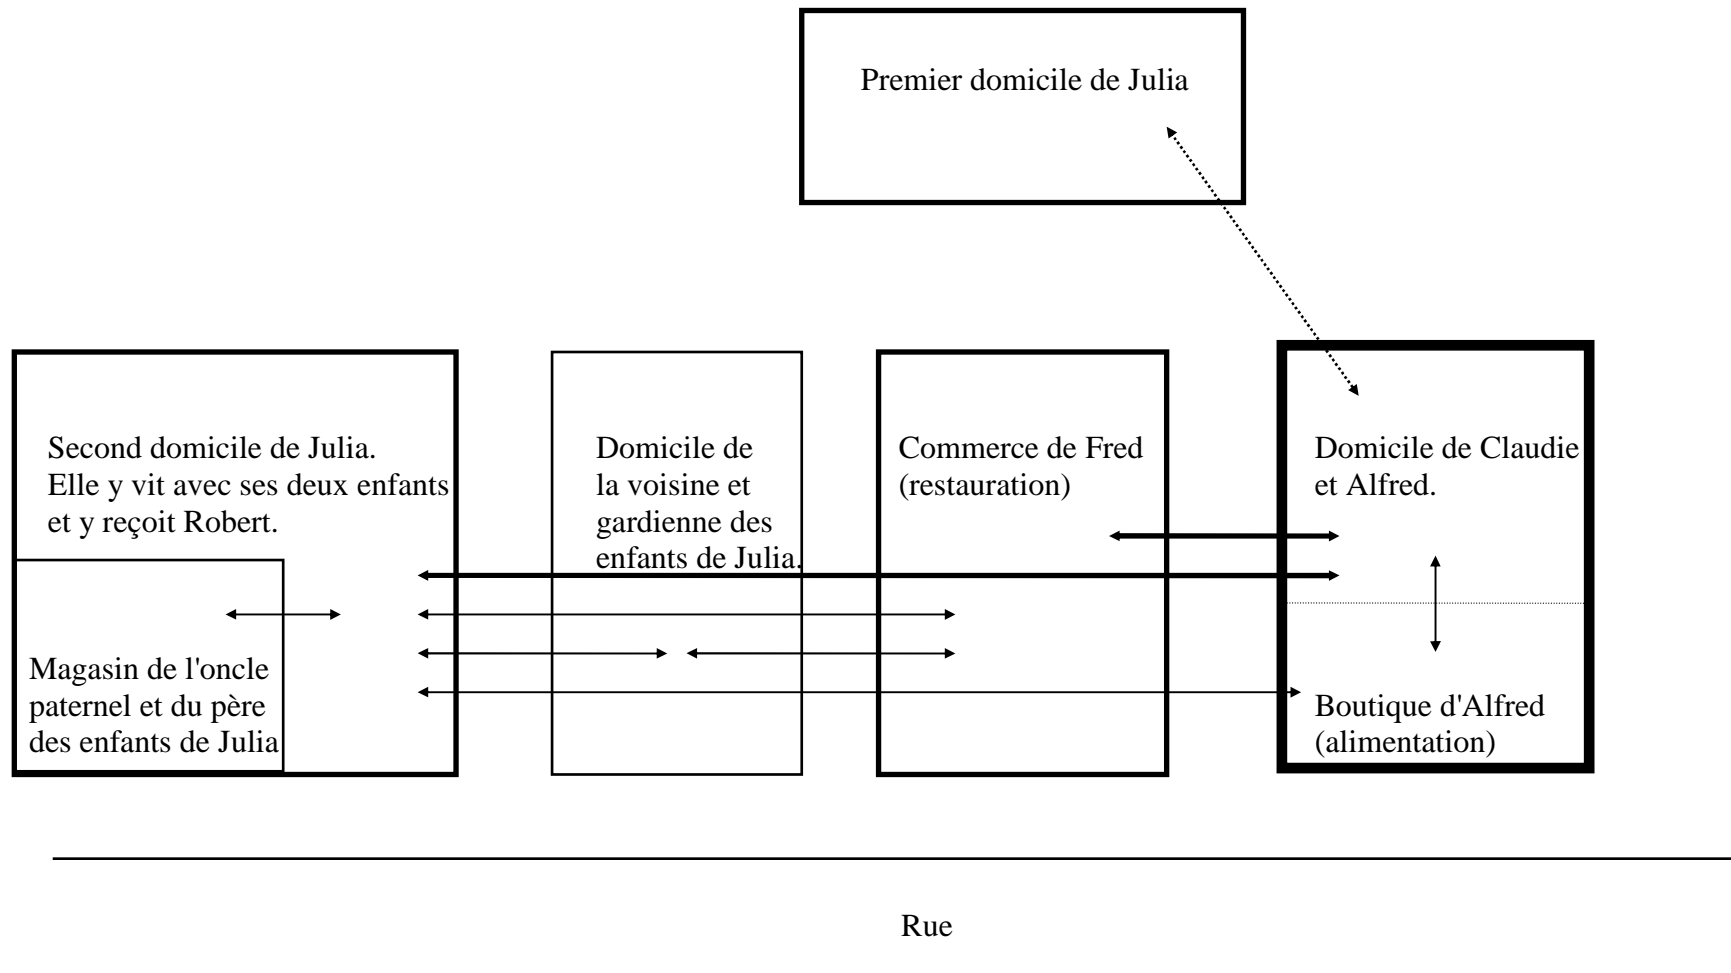 Premier domicile de Julia
Second domicile de Julia.
Elle y vit avec ses deux enfants
et y reçoit Robert.
Magasin de l'oncle
paternel et du père
des enfants de Julia
Domicile de
la voisine et
gardienne des
enfants de Julia.
Commerce de Fred
(restauration)
Domicile de Claudie
et Alfred.
Boutique d'Alfred
(alimentation)
Rue